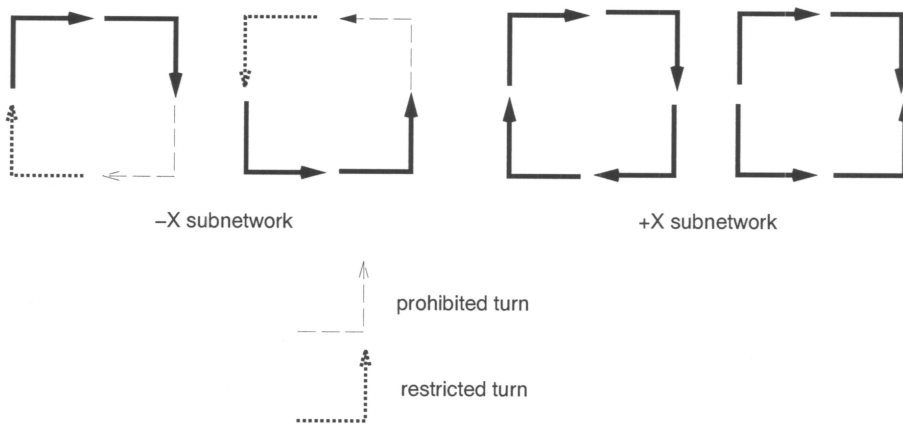 –X subnetwork
+X subnetwork
prohibited turn
restricted turn